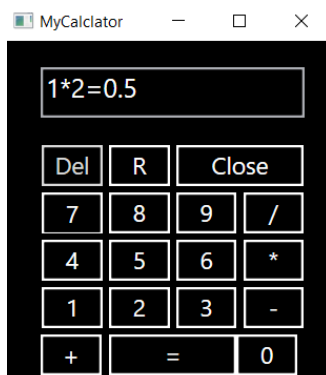 MyCalclator
1*2=0.5
Del R Close
7 8 9 /
4 5 6 *
1 2 3 -
+ = 0